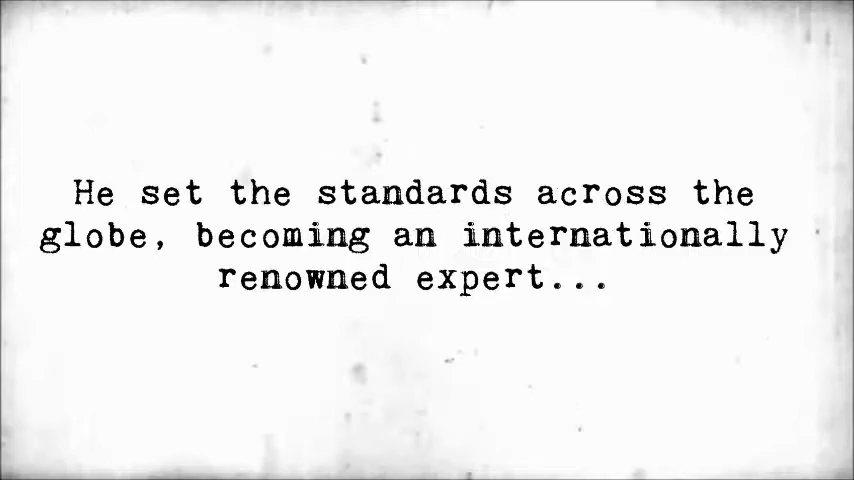 He set the standards across the
globe, becoming an internationally
renowned expert...